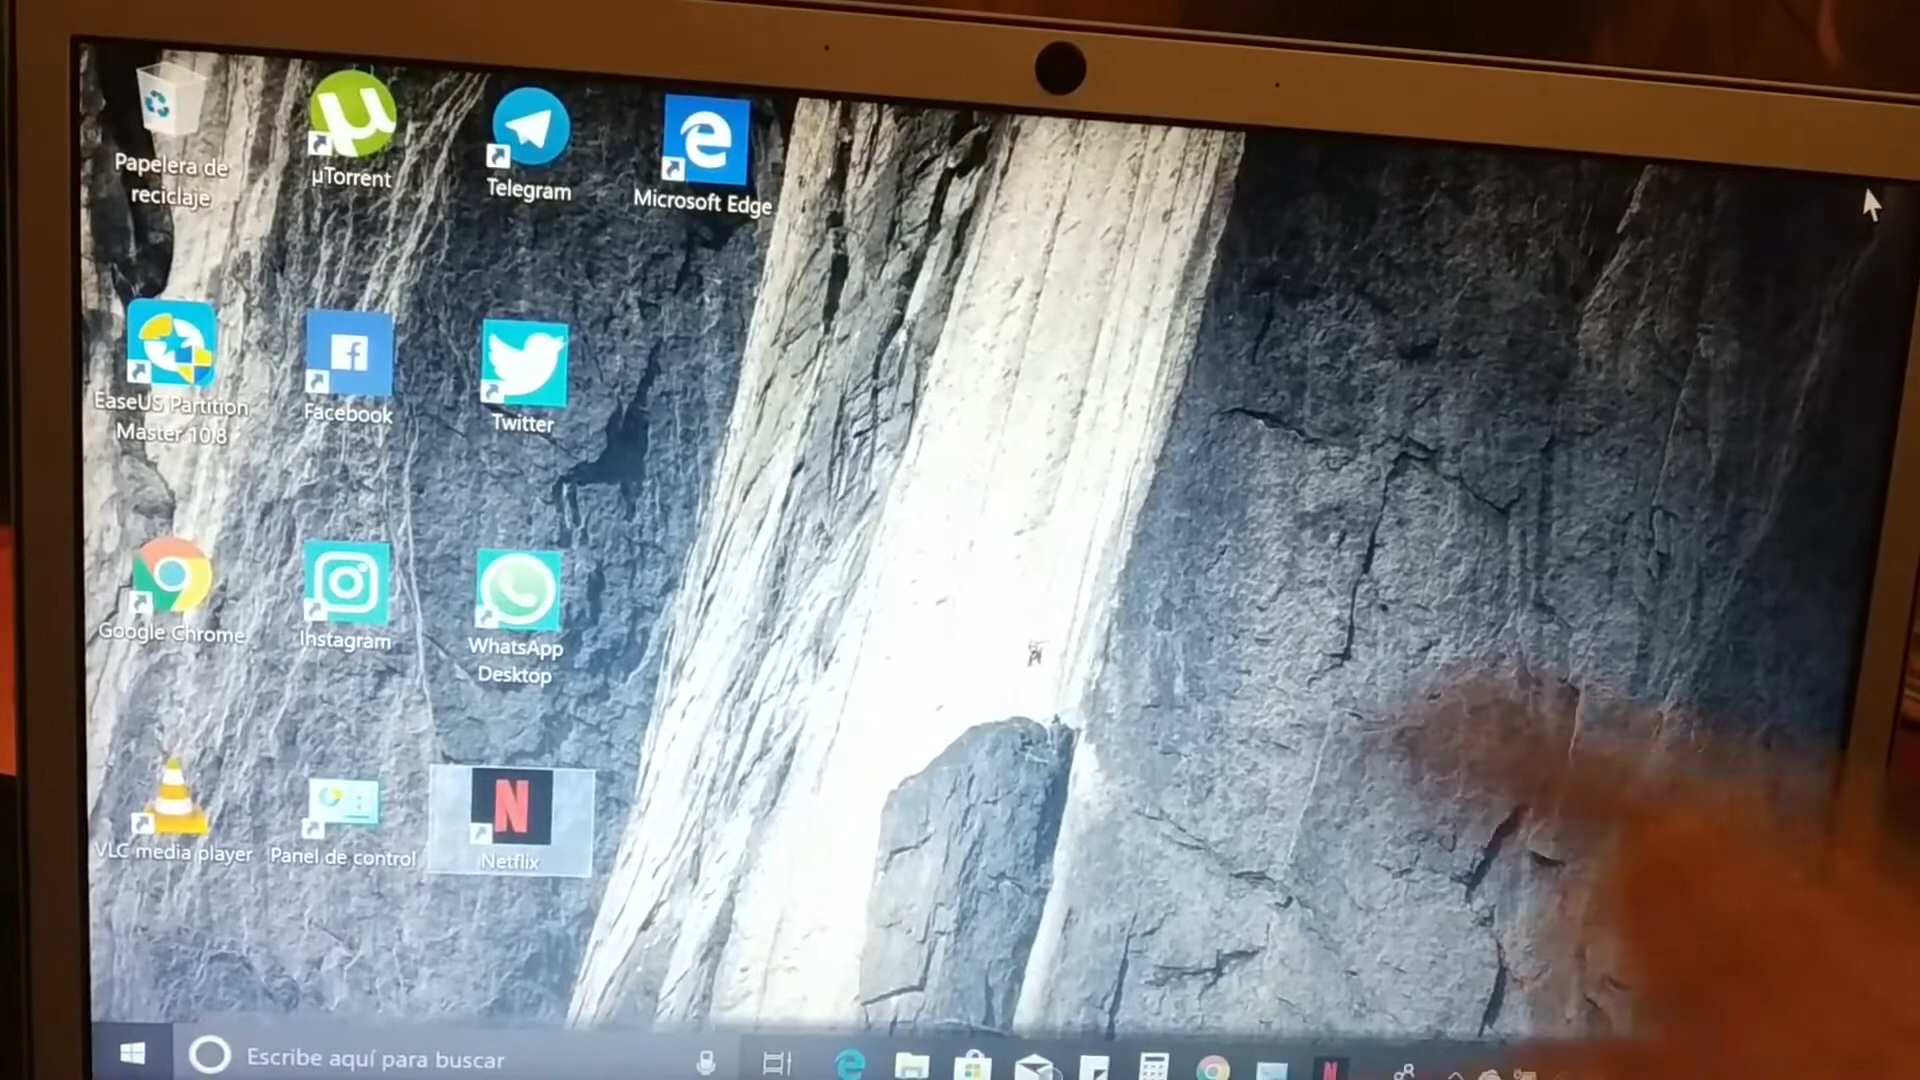 Papelera de
reciclaje
µTorrent
Telegram
Microsoft Edge
EaseUS Partition
Master 10.8
Facebook
Twitter
Google Chrome
Instagram
WhatsApp
Desktop
VLC media player
Panel de control
Netflix
Escribe aquí para buscar